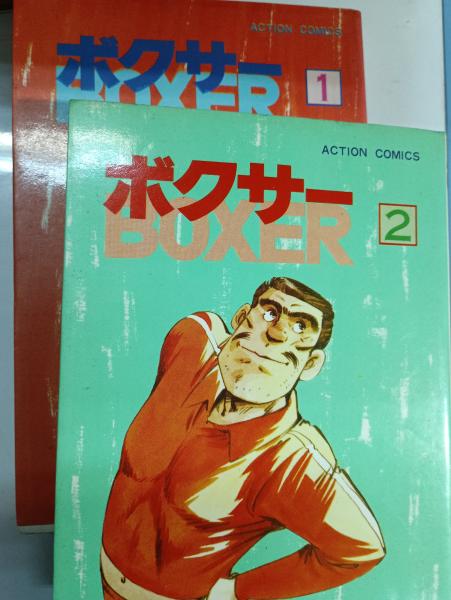 ACTION COMICS
ボクサー
BOXER
1
ACTION COMICS
ボクサー
BOXER
2